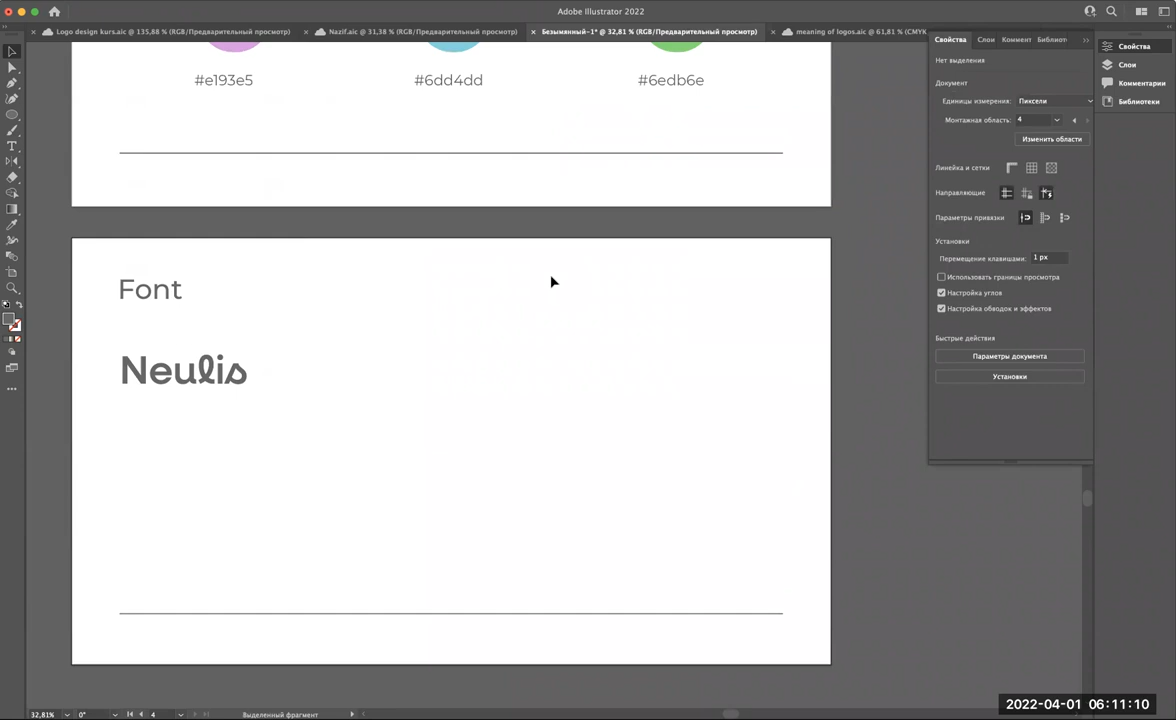 Adobe Illustrator 2022
Logo design kurs.aic @ 135,88 % (RGB/Предварительный просмотр)
Nazif.aic @ 31,38 % (RGB/Предварительный просмотр)
Безымянный-1* @ 32,81 % (RGB/Предварительный просмотр)
meaning of logos.aic @ 61,81 % (CMYK
Свойства
Слои
Коммент
Библиот
Нет выделения
Документ
Единицы измерения: Пиксели
Монтажная область: 4
Изменить области
Линейка и сетки
Направляющие
Параметры привязки
Установки
Перемещение клавишами: 1 px
Использовать границы просмотра
Настройка углов
Настройка обводок и эффектов
Быстрые действия
Параметры документа
Установки
Свойства
Слои
Комментарии
Библиотеки
#e193e5
#6dd4dd
#6edb6e
Font
Neulis
32,81%
0°
4
Выделенный фрагмент
2022-04-01 06:11:10